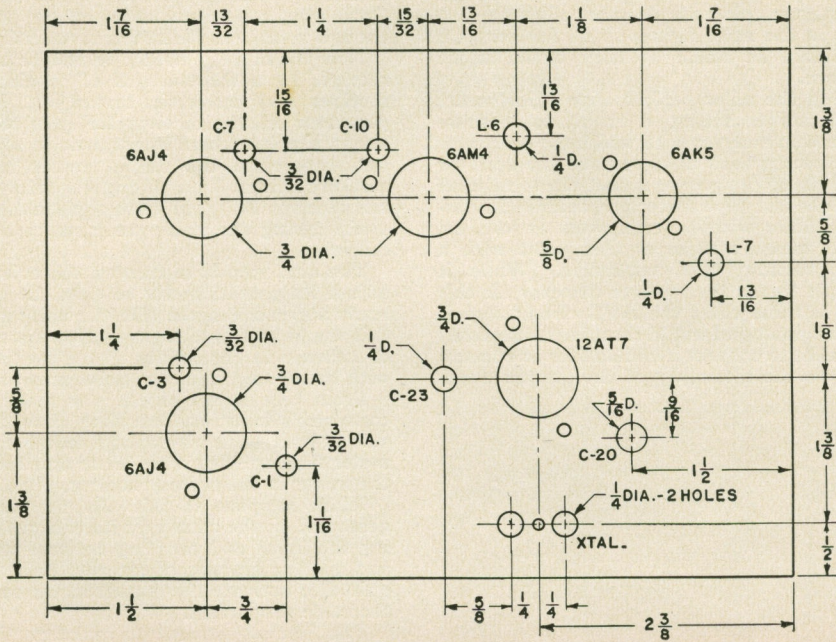 1 7/16
13/32
1 1/4
15/32
13/16
1 1/8
1 7/16
15/16
13/16
1 3/8
C-7
C-10
L-6
6AJ4
3/32 DIA.
6AM4
1/4 D.
6AK5
3/4 DIA.
5/8 D.
L-7
5/8
1/4 D.
13/16
1 1/4
3/32 DIA.
1/4 D.
3/4 D.
12AT7
1 1/8
C-3
3/4 DIA.
C-23
5/16 D.
9/16
5/8
3/32 DIA.
C-20
1 3/8
6AJ4
C-1
1 1/2
1 3/8
1 1/16
1/4 DIA.-2 HOLES
XTAL.
1/2
1 1/2
3/4
5/8
1/4
1/4
2 3/8